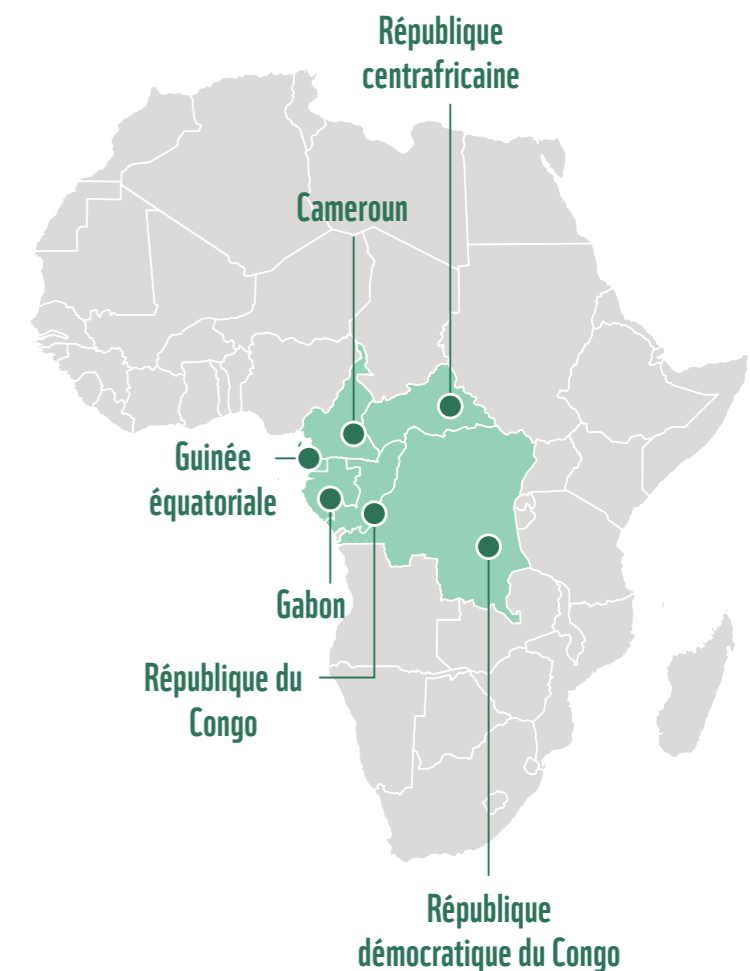 République
centrafricaine
Cameroun
Guinée
équatoriale
Gabon
République du
Congo
République
démocratique du Congo